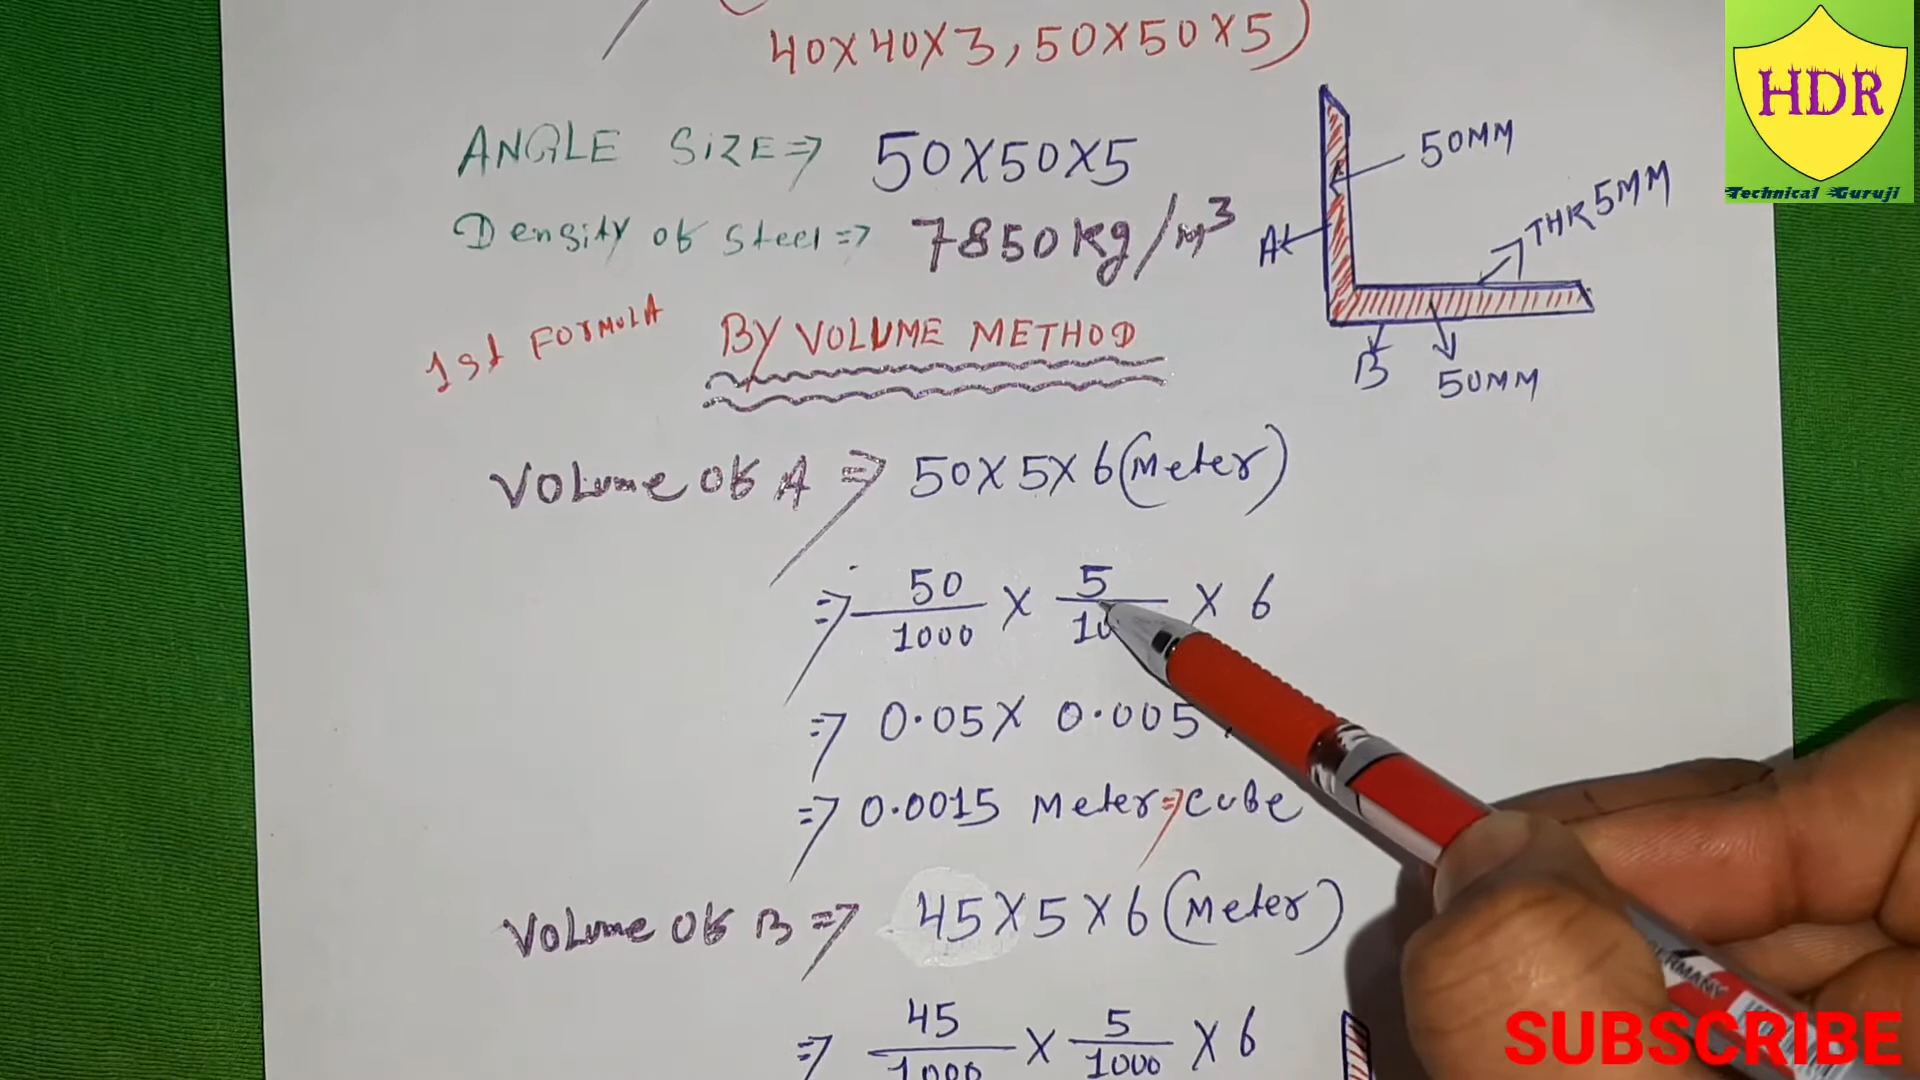 40X40X3, 50X50X5)
HDR
Technical Guruji
ANGLE SIZE => 50X50X5
50MM
THK 5MM
Density of Steel => 7850kg/m³
A
1st FORMULA BY VOLUME METHOD
B
50MM
Volume of A => 50X5X6(Meter)
=> 50/1000 X 5/10 X 6
=> 0.05X 0.005
=> 0.0015 Meter=>cube
Volume of B => 45X5X6(Meter)
=> 45/1000 X 5/1000 X 6
GERMANY
SUBSCRIBE